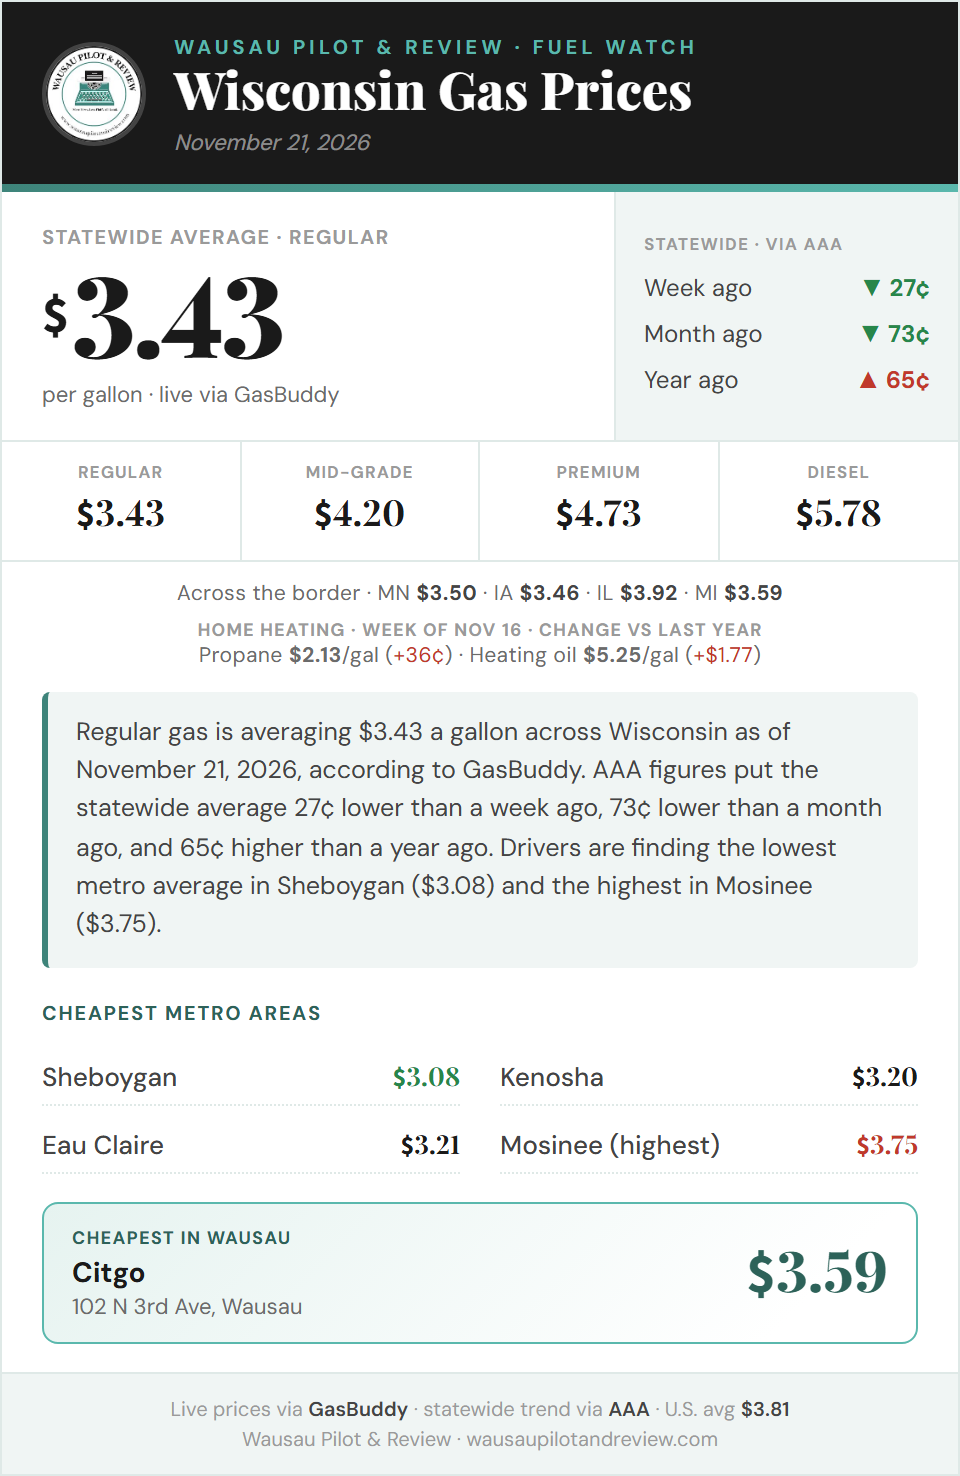 WAUSAU PILOT & REVIEW
WAUSAU PILOT & REVIEW · FUEL WATCH
Wisconsin Gas Prices
November 21, 2026
STATEWIDE AVERAGE · REGULAR
$3.43
per gallon · live via GasBuddy
STATEWIDE · VIA AAA
Week ago ▼ 27¢
Month ago ▼ 73¢
Year ago ▲ 65¢
REGULAR
$3.43
MID-GRADE
$4.20
PREMIUM
$4.73
DIESEL
$5.78
Across the border · MN $3.50 · IA $3.46 · IL $3.92 · MI $3.59
HOME HEATING · WEEK OF NOV 16 · CHANGE VS LAST YEAR
Propane $2.13/gal (+36¢) · Heating oil $5.25/gal (+$1.77)
Regular gas is averaging $3.43 a gallon across Wisconsin as of
November 21, 2026, according to GasBuddy. AAA figures put the
statewide average 27¢ lower than a week ago, 73¢ lower than a month
ago, and 65¢ higher than a year ago. Drivers are finding the lowest
metro average in Sheboygan ($3.08) and the highest in Mosinee
($3.75).
CHEAPEST METRO AREAS
Sheboygan $3.08
Kenosha $3.20
Eau Claire $3.21
Mosinee (highest) $3.75
CHEAPEST IN WAUSAU
Citgo
102 N 3rd Ave, Wausau
$3.59
Live prices via GasBuddy · statewide trend via AAA · U.S. avg $3.81
Wausau Pilot & Review · wausaupilotandreview.com